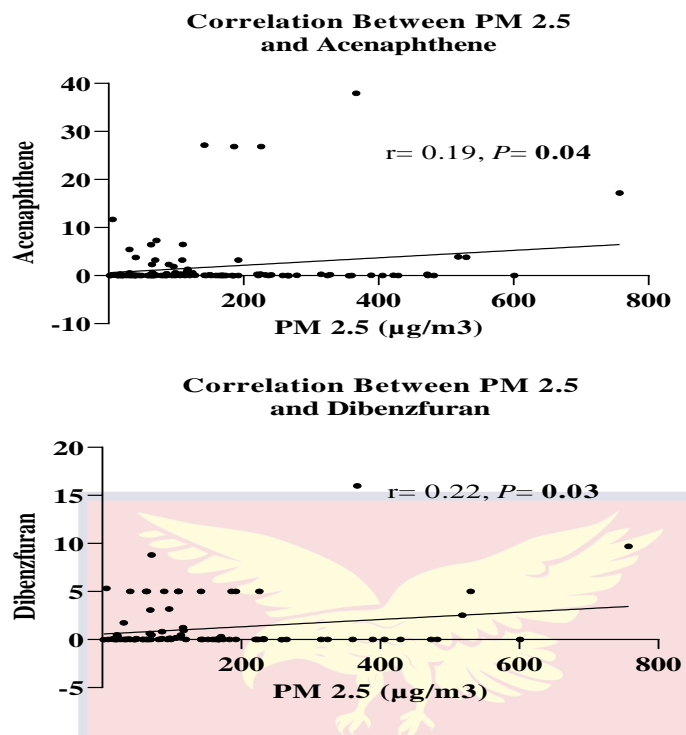 Correlation Between PM 2.5
and Acenaphthene
40
30
20
10
0
-10
Acenaphthene
r= 0.19, P= 0.04
200
400
600
800
PM 2.5 (µg/m3)
Correlation Between PM 2.5
and Dibenzfuran
20
15
10
5
0
-5
Dibenzfuran
r= 0.22, P= 0.03
200
400
600
800
PM 2.5 (µg/m3)